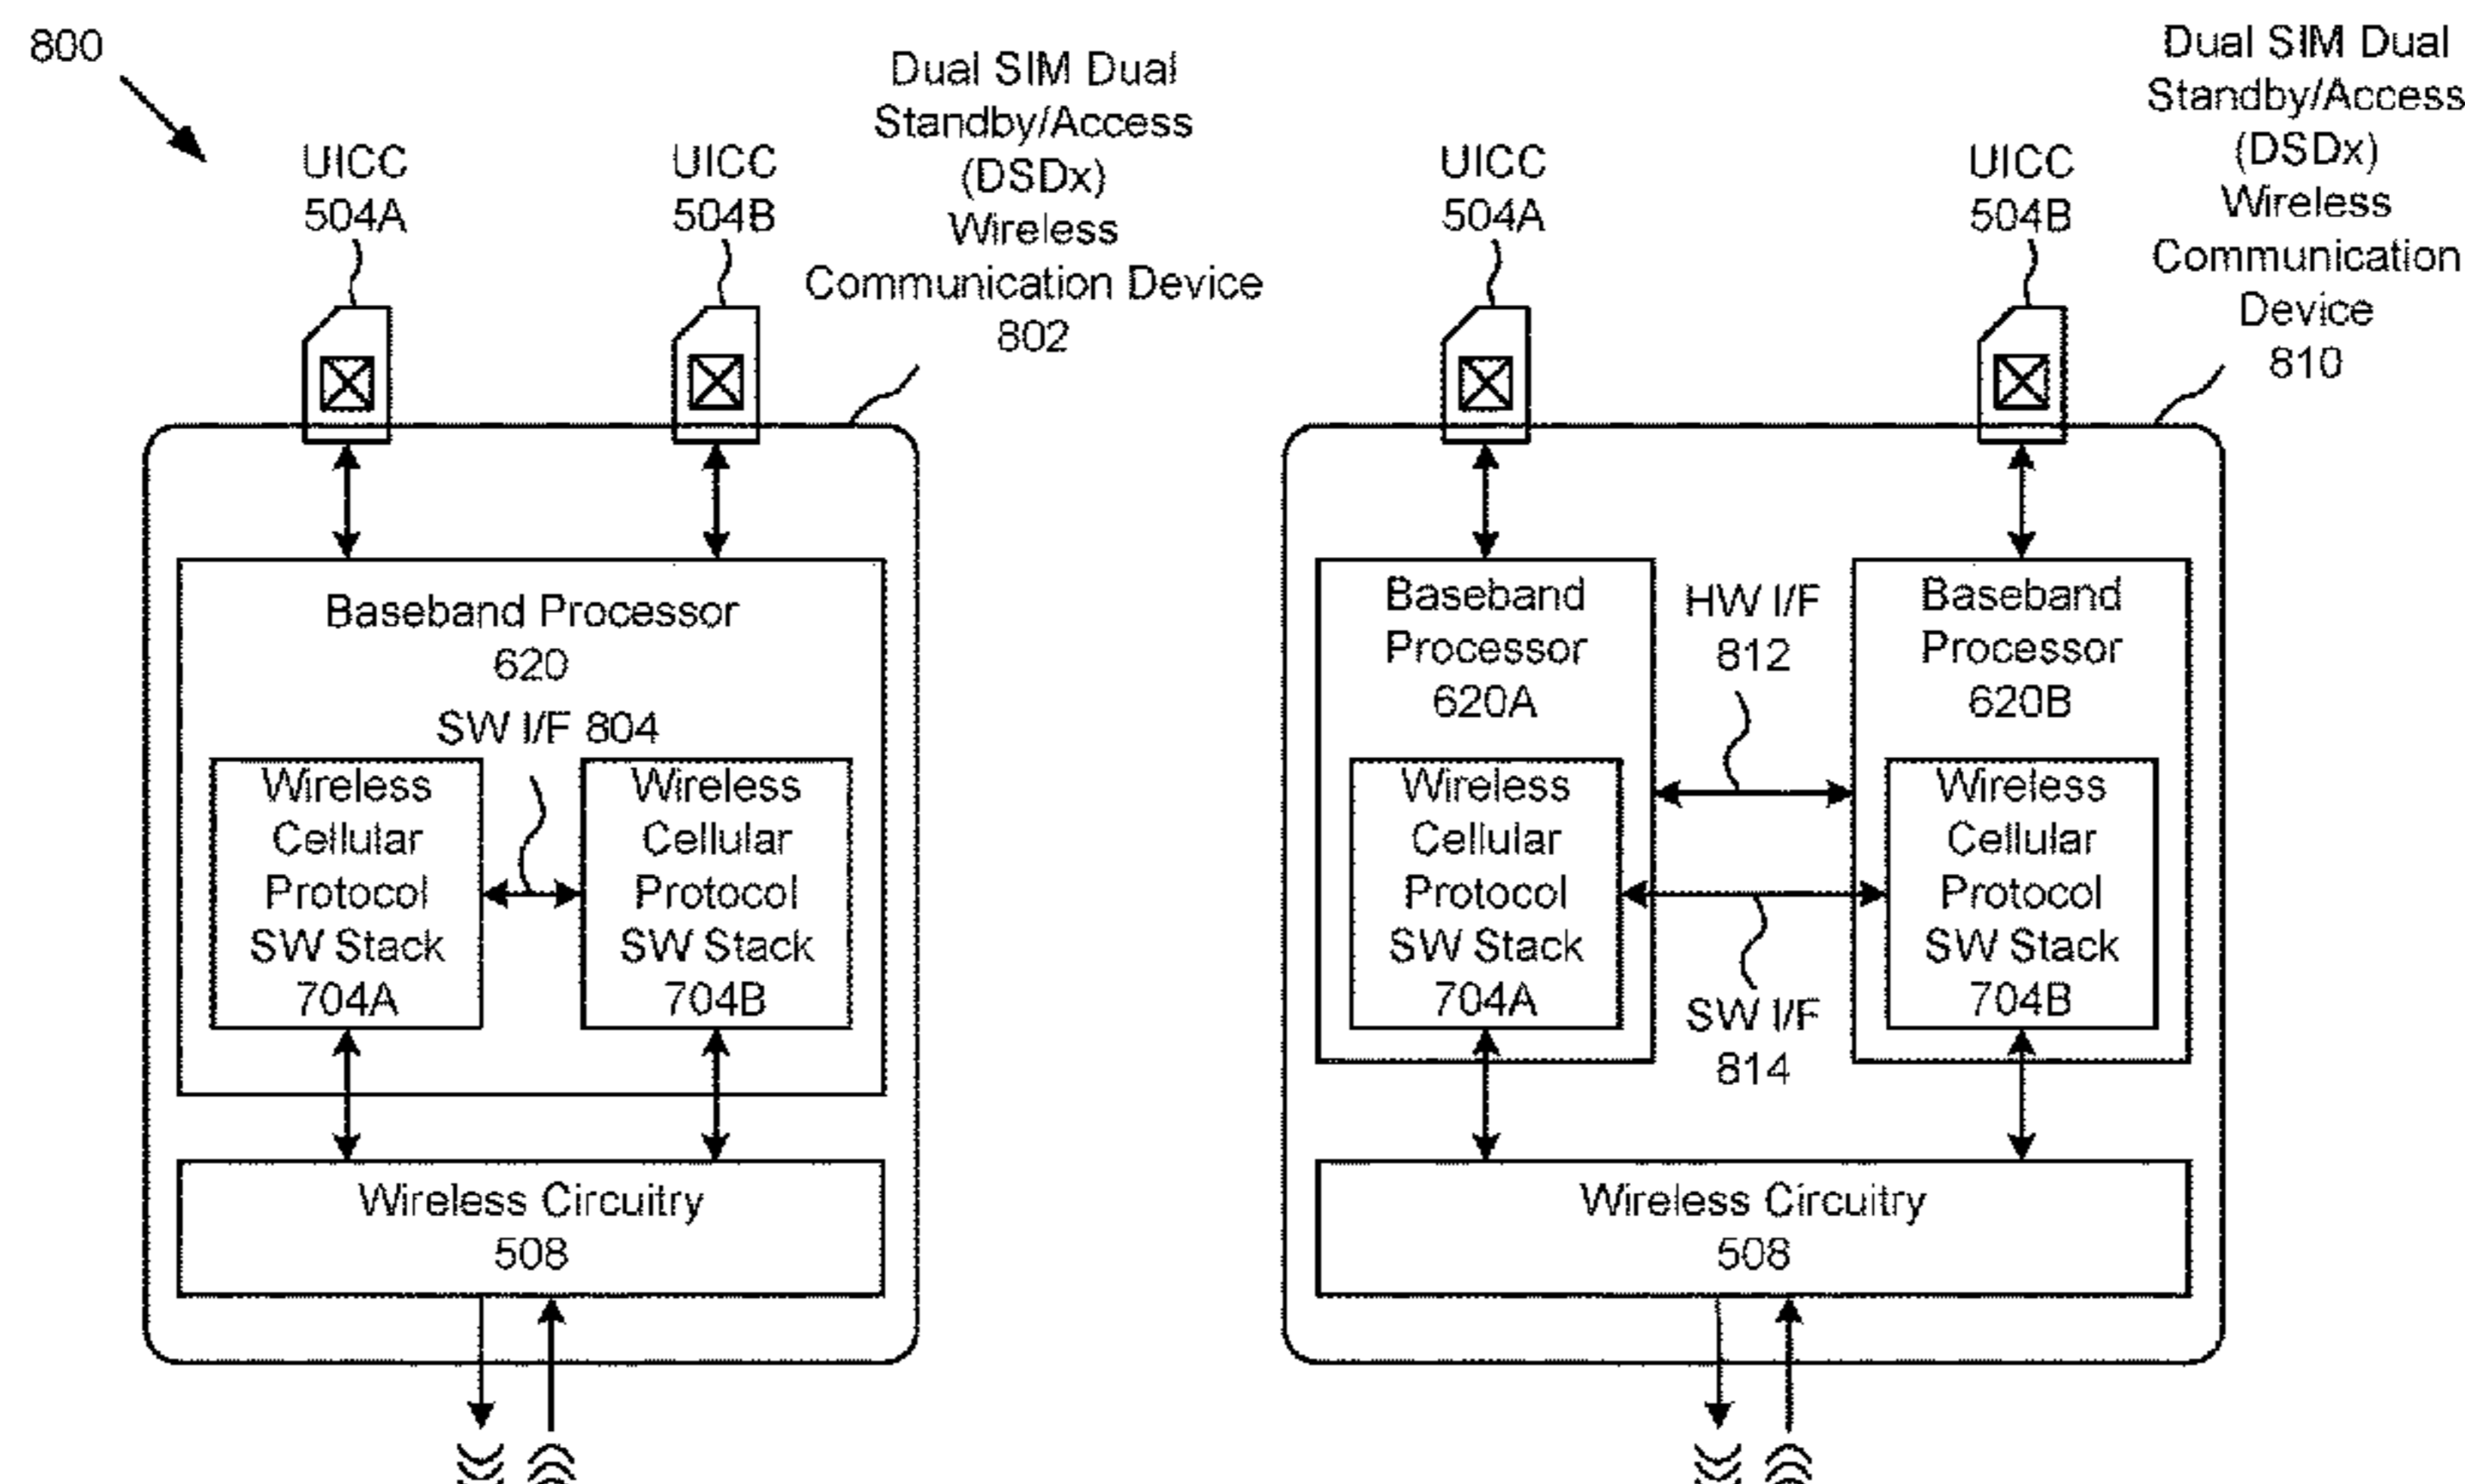 800
UICC
504A
UICC
504B
Dual SIM Dual
Standby/Access
(DSDx)
Wireless
Communication Device
802
Baseband Processor
620
SW I/F 804
Wireless
Cellular
Protocol
SW Stack
704A
Wireless
Cellular
Protocol
SW Stack
704B
Wireless Circuitry
508
UICC
504A
UICC
504B
Dual SIM Dual
Standby/Access
(DSDx)
Wireless
Communication
Device
810
Baseband
Processor
620A
HW I/F
812
Baseband
Processor
620B
Wireless
Cellular
Protocol
SW Stack
704A
SW I/F
814
Wireless
Cellular
Protocol
SW Stack
704B
Wireless Circuitry
508